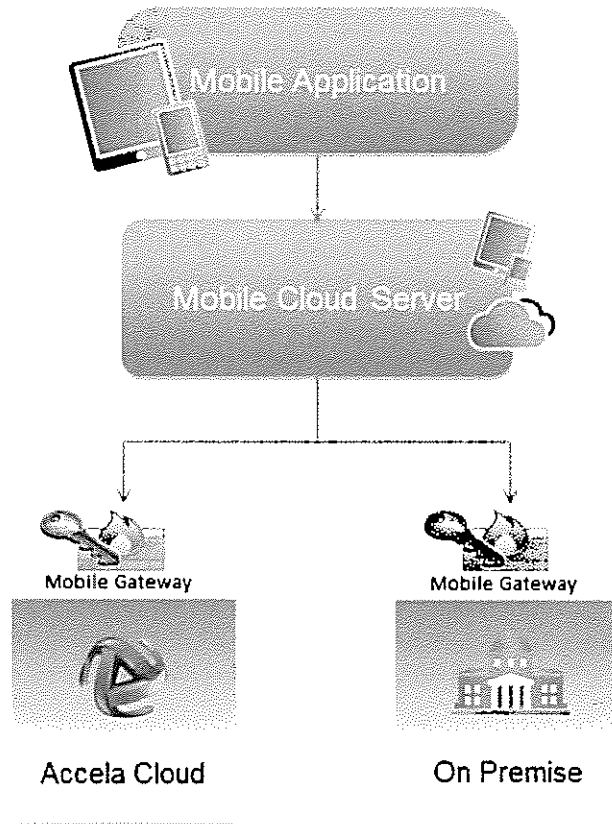 Mobile Application
Mobile Cloud Server
Mobile Gateway
Mobile Gateway
Accela Cloud
On Premise